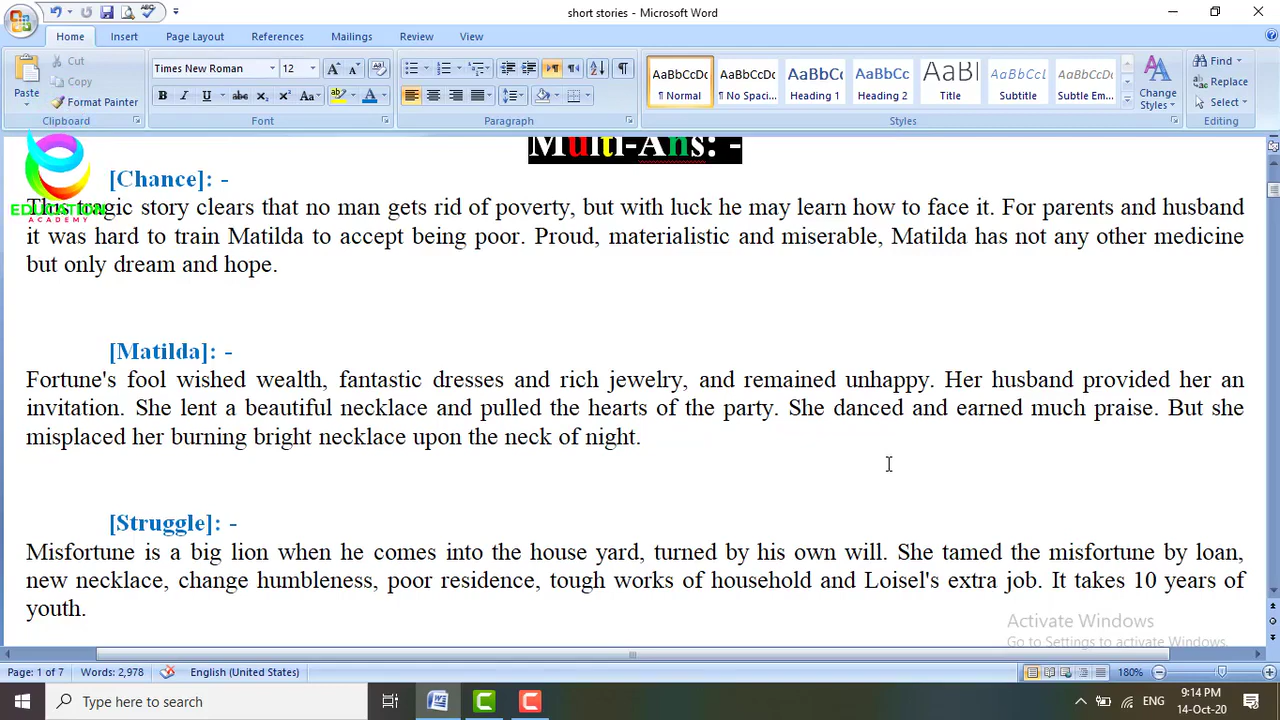 short stories - Microsoft Word
Home Insert Page Layout References Mailings Review View
Paste
Cut
Copy
Format Painter
Clipboard
Times New Roman 12
Font
Paragraph
AaBbCcDc AaBbCcDc AaBbCc AaBbCc AaBl AaBbCcL AaBbCcDc
¶ Normal ¶ No Spaci... Heading 1 Heading 2 Title Subtitle Subtle Em...
Change Styles
Styles
Find
Replace
Select
Editing
Multi-Ans: -
EDUCATION
ACADEMY
[Chance]: -
This tragic story clears that no man gets rid of poverty, but with luck he may learn how to face it. For parents and husband
it was hard to train Matilda to accept being poor. Proud, materialistic and miserable, Matilda has not any other medicine
but only dream and hope.
[Matilda]: -
Fortune's fool wished wealth, fantastic dresses and rich jewelry, and remained unhappy. Her husband provided her an
invitation. She lent a beautiful necklace and pulled the hearts of the party. She danced and earned much praise. But she
misplaced her burning bright necklace upon the neck of night.
[Struggle]: -
Misfortune is a big lion when he comes into the house yard, turned by his own will. She tamed the misfortune by loan,
new necklace, change humbleness, poor residence, tough works of household and Loisel's extra job. It takes 10 years of
youth.
Activate Windows
Go to Settings to activate Windows.
Page: 1 of 7 Words: 2,978 English (United States) 180%
Type here to search
ENG
9:14 PM
14-Oct-20